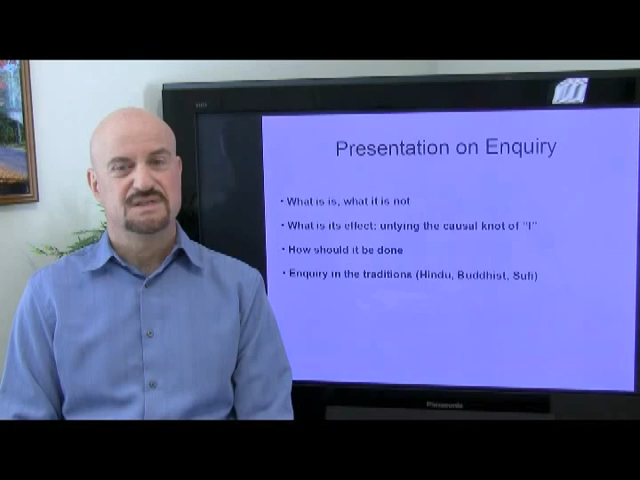 Presentation on Enquiry
• What is is, what it is not
• What is its effect: untying the causal knot of "I"
• How should it be done
• Enquiry in the traditions (Hindu, Buddhist, Sufi)
Panasonic